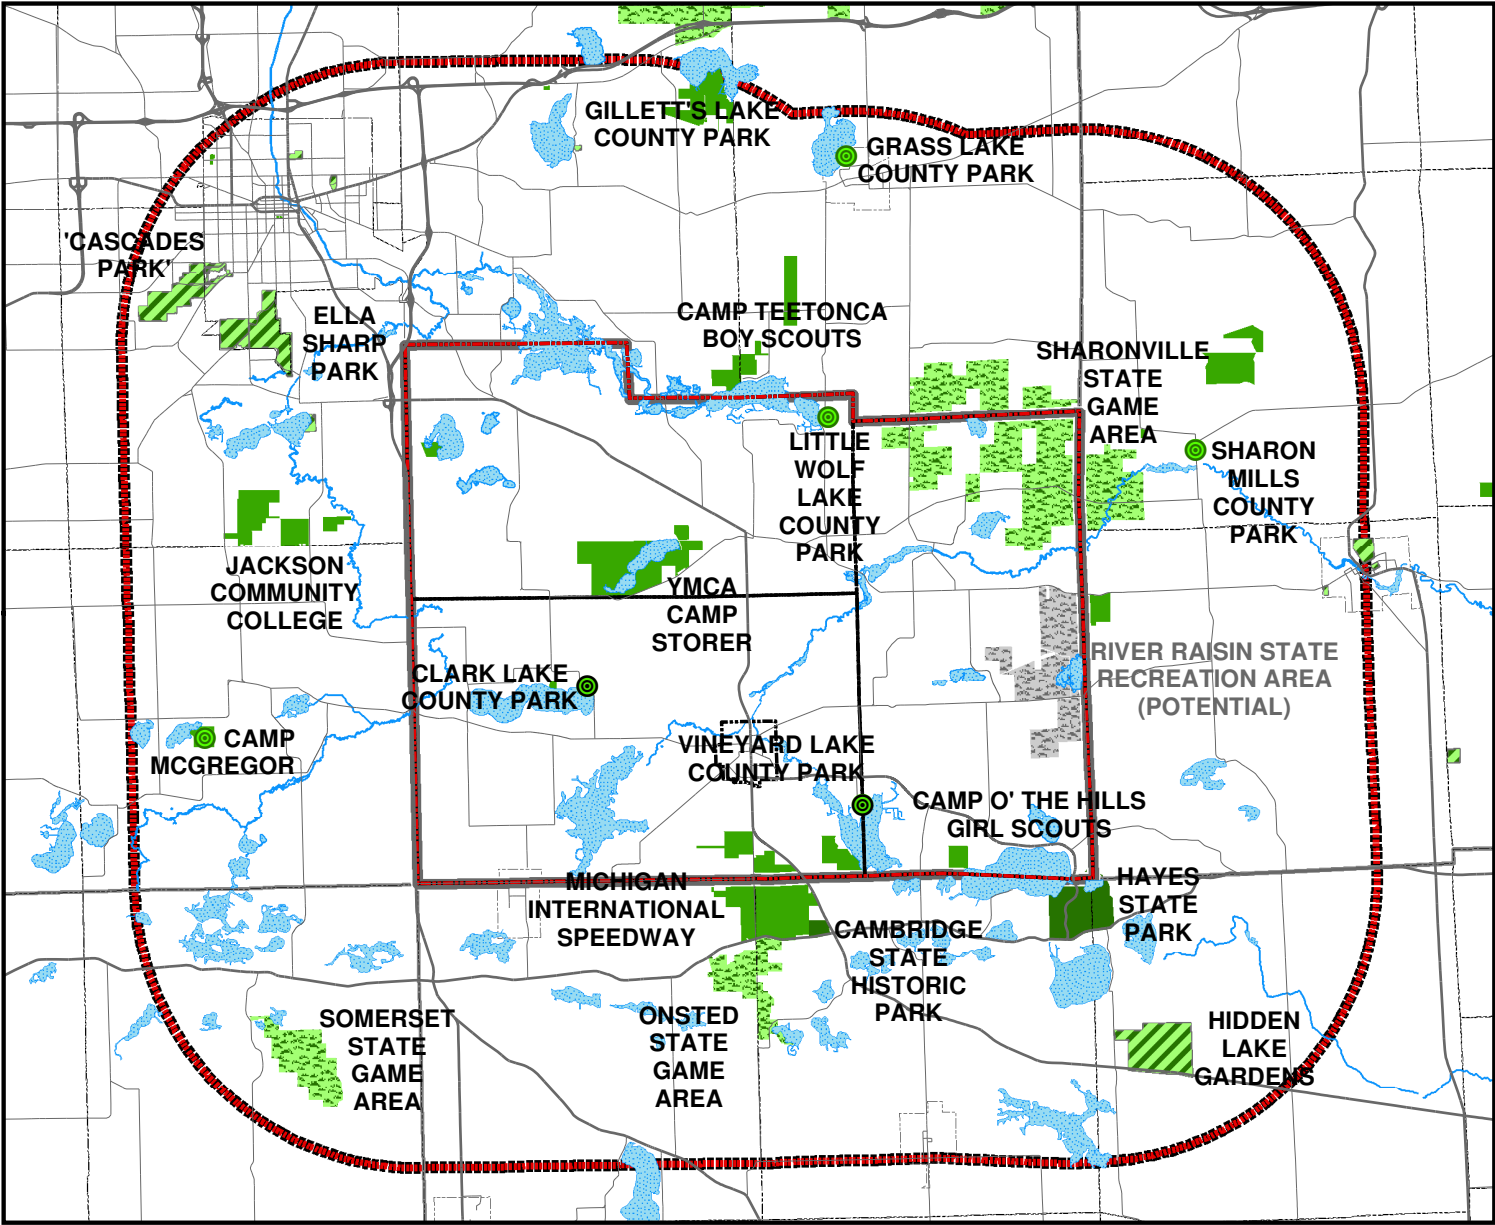 GILLETT'S LAKE
COUNTY PARK
GRASS LAKE
COUNTY PARK
'CASCADES
PARK'
ELLA
SHARP
PARK
CAMP TEETONCA
BOY SCOUTS
SHARONVILLE
STATE
GAME
AREA
LITTLE
WOLF
LAKE
COUNTY
PARK
SHARON
MILLS
COUNTY
PARK
JACKSON
COMMUNITY
COLLEGE
YMCA
CAMP
STORER
RIVER RAISIN STATE
RECREATION AREA
(POTENTIAL)
CLARK LAKE
COUNTY PARK
CAMP
MCGREGOR
VINEYARD LAKE
COUNTY PARK
CAMP O' THE HILLS
GIRL SCOUTS
MICHIGAN
INTERNATIONAL
SPEEDWAY
HAYES
STATE
PARK
CAMBRIDGE
STATE
HISTORIC
PARK
SOMERSET
STATE
GAME
AREA
ONSTED
STATE
GAME
AREA
HIDDEN
LAKE
GARDENS